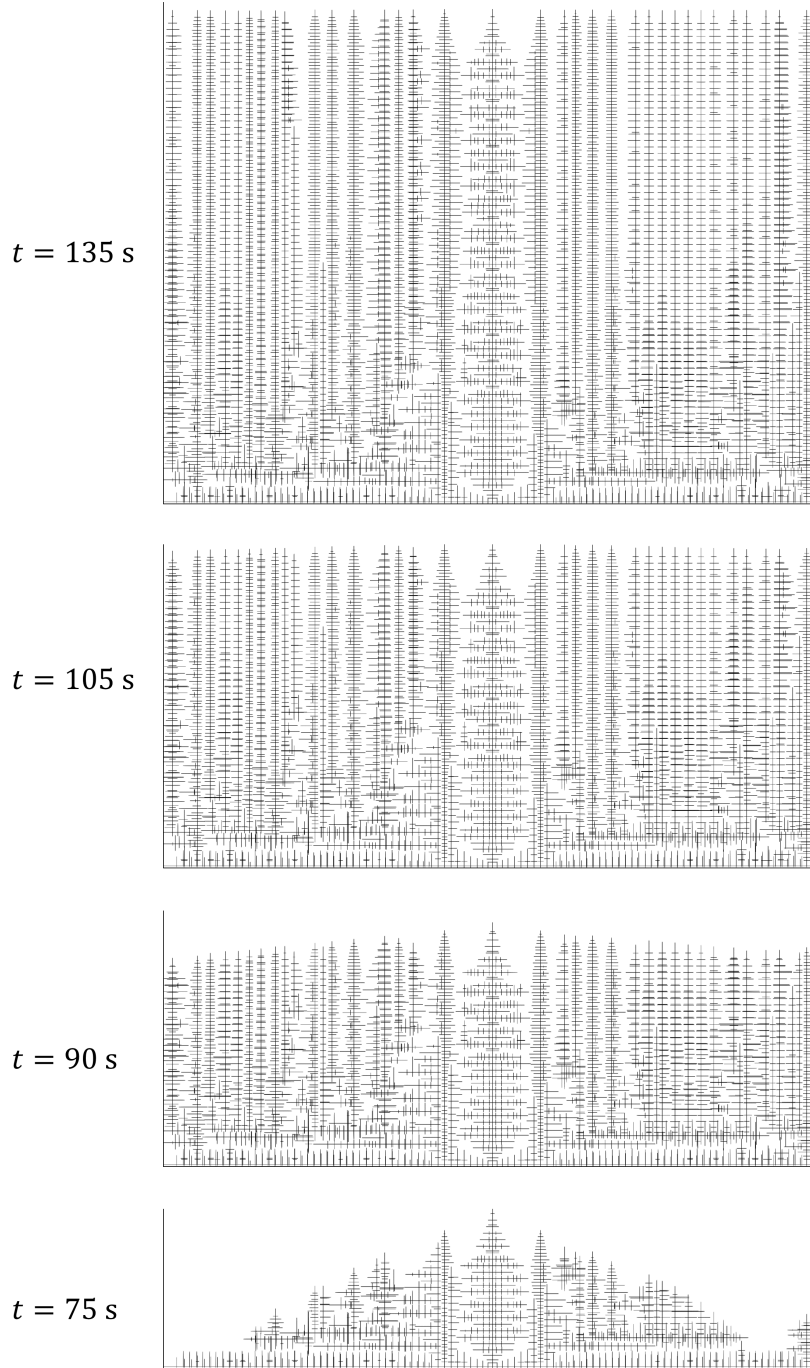 t = 135 s
t = 105 s
t = 90 s
t = 75 s